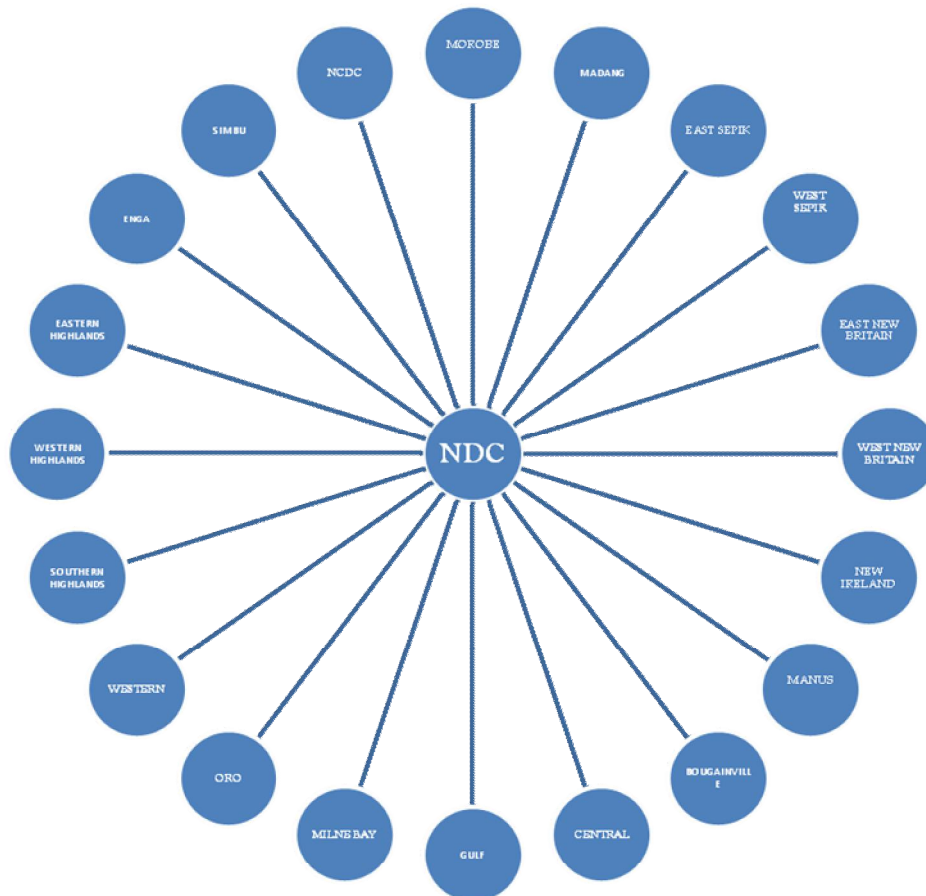 MOROBE
MADANG
EAST SEPIK
WEST
SEPIK
EAST NEW
BRITAIN
WEST NEW
BRITAIN
NEW
IRELAND
MANUS
BOUGAINVILL
E
CENTRAL
GULF
MILNE BAY
ORO
WESTERN
SOUTHERN
HIGHLANDS
WESTERN
HIGHLANDS
EASTERN
HIGHLANDS
ENGA
SIMBU
NCDC
NDC